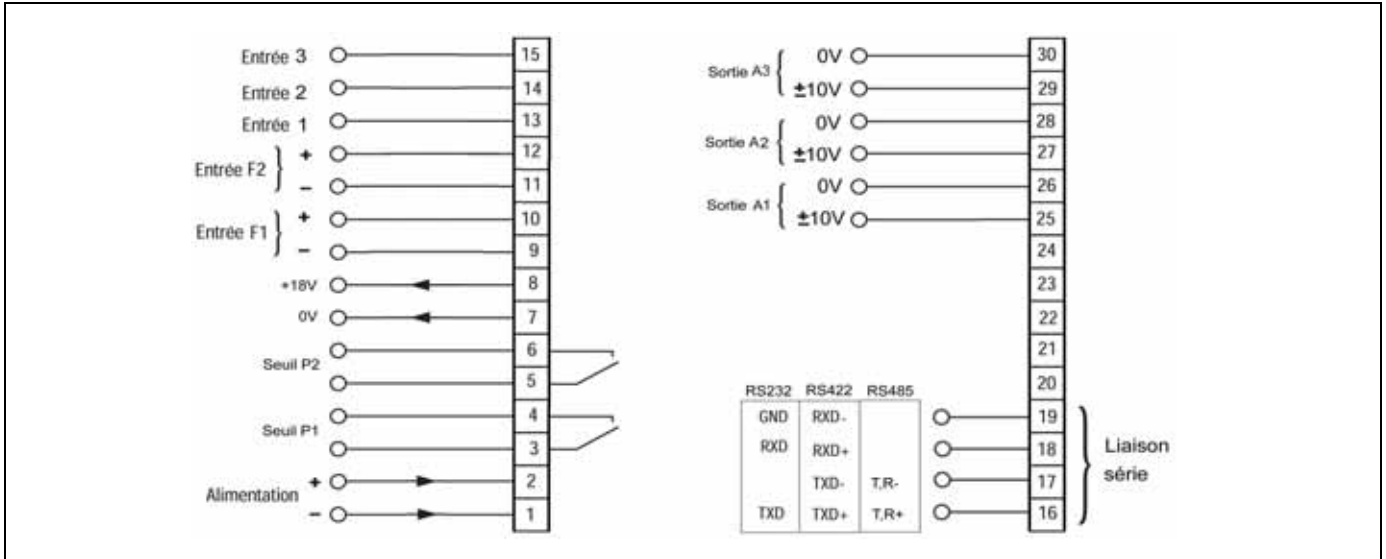 Entrée 3 15
Entrée 2 14
Entrée 1 13
Entrée F2 + 12
− 11
Entrée F1 + 10
− 9
+18V 8
0V 7
Seuil P2 6
5
Seuil P1 4
3
Alimentation + 2
− 1
Sortie A3 0V 30
±10V 29
Sortie A2 0V 28
±10V 27
Sortie A1 0V 26
±10V 25
24
23
22
21
20
RS232 RS422 RS485
GND RXD- 19
RXD RXD+ 18
TXD- T,R- 17
TXD TXD+ T,R+ 16
Liaison
série